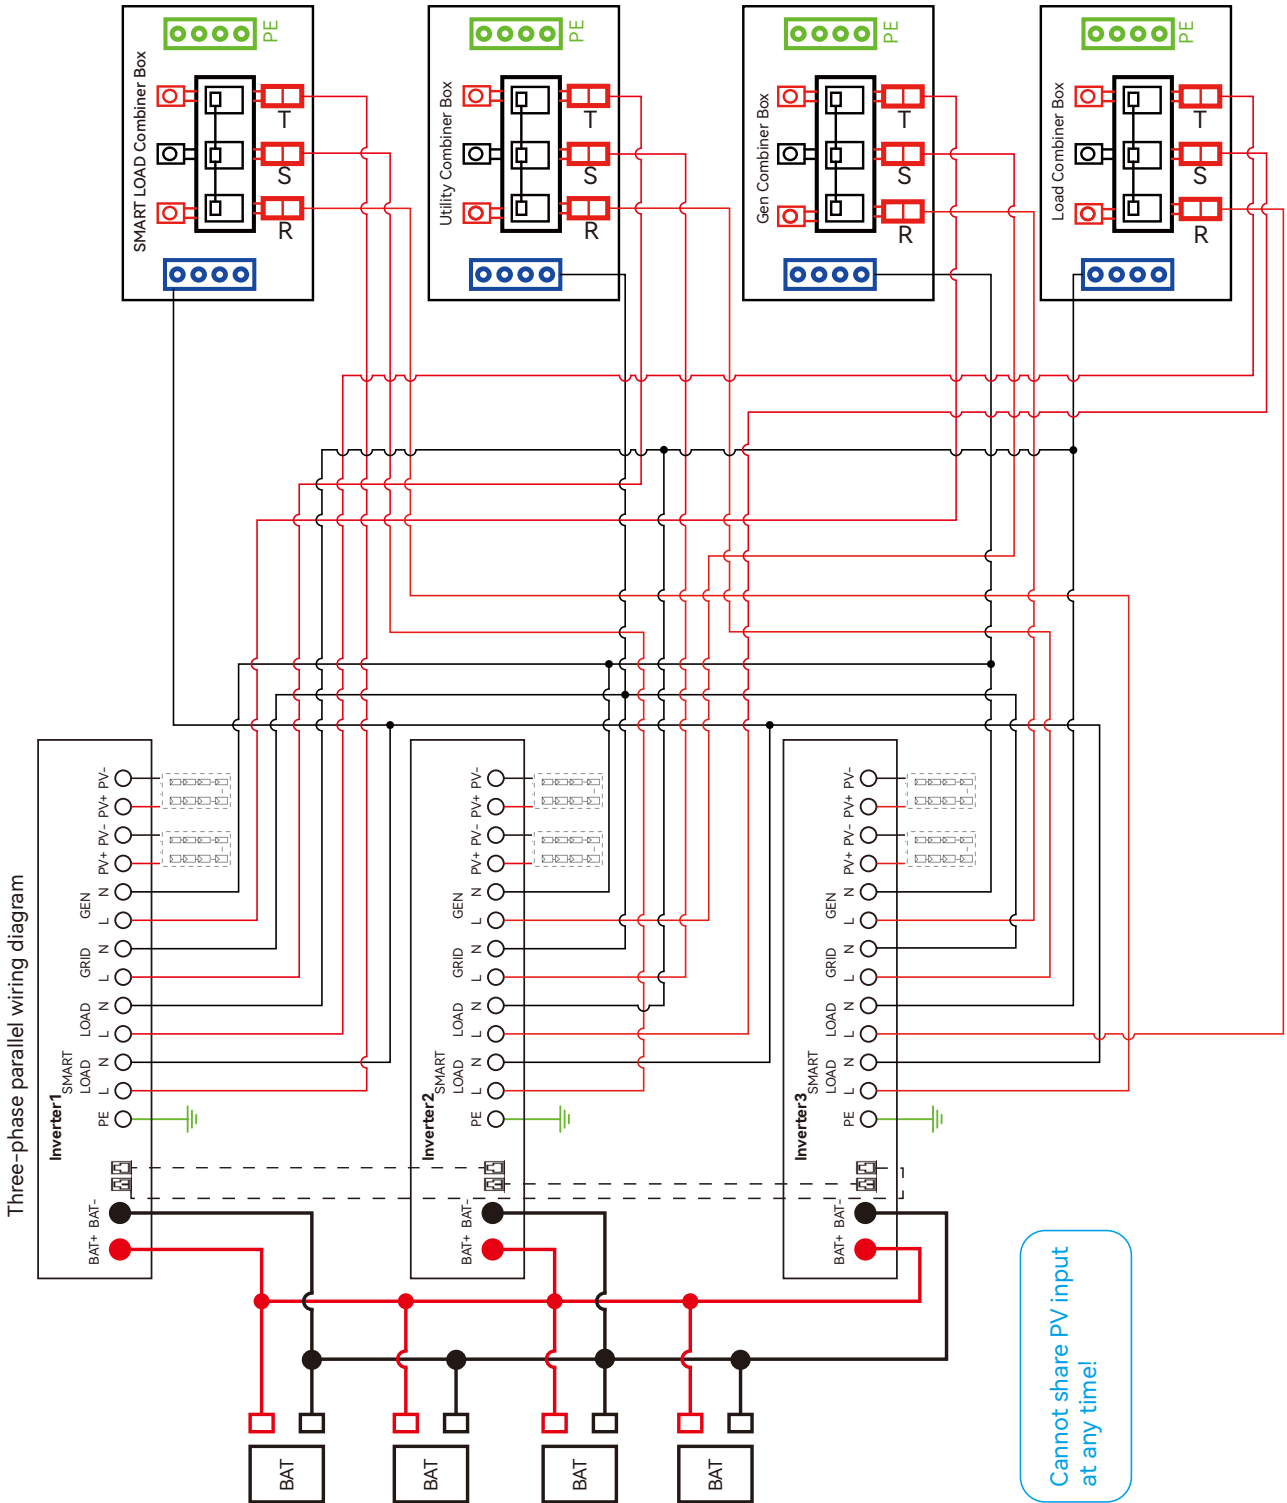 Three-phase parallel wiring diagram
SMART LOAD Combiner Box
PE
T
S
R
Utility Combiner Box
PE
T
S
R
Gen Combiner Box
PE
T
S
R
Load Combiner Box
PE
T
S
R
Inverter1
PV-
PV+
PV-
PV+
GEN
N
L
GRID
N
L
LOAD
N
L
SMART
LOAD
N
L
PE
BAT-
BAT+
Inverter2
PV-
PV+
PV-
PV+
GEN
N
L
GRID
N
L
LOAD
N
L
SMART
LOAD
N
L
PE
BAT-
BAT+
Inverter3
PV-
PV+
PV-
PV+
GEN
N
L
GRID
N
L
LOAD
N
L
SMART
LOAD
N
L
PE
BAT-
BAT+
BAT
BAT
BAT
BAT
Cannot share PV input
at any time!